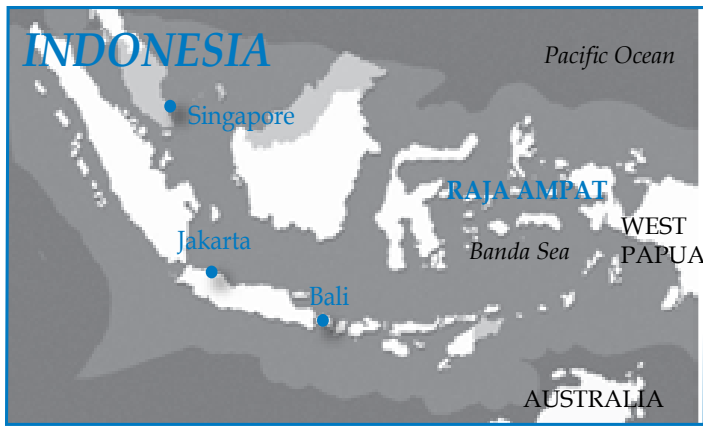 INDONESIA
Pacific Ocean
Singapore
RAJA AMPAT
WEST
PAPUA
Jakarta
Banda Sea
Bali
AUSTRALIA